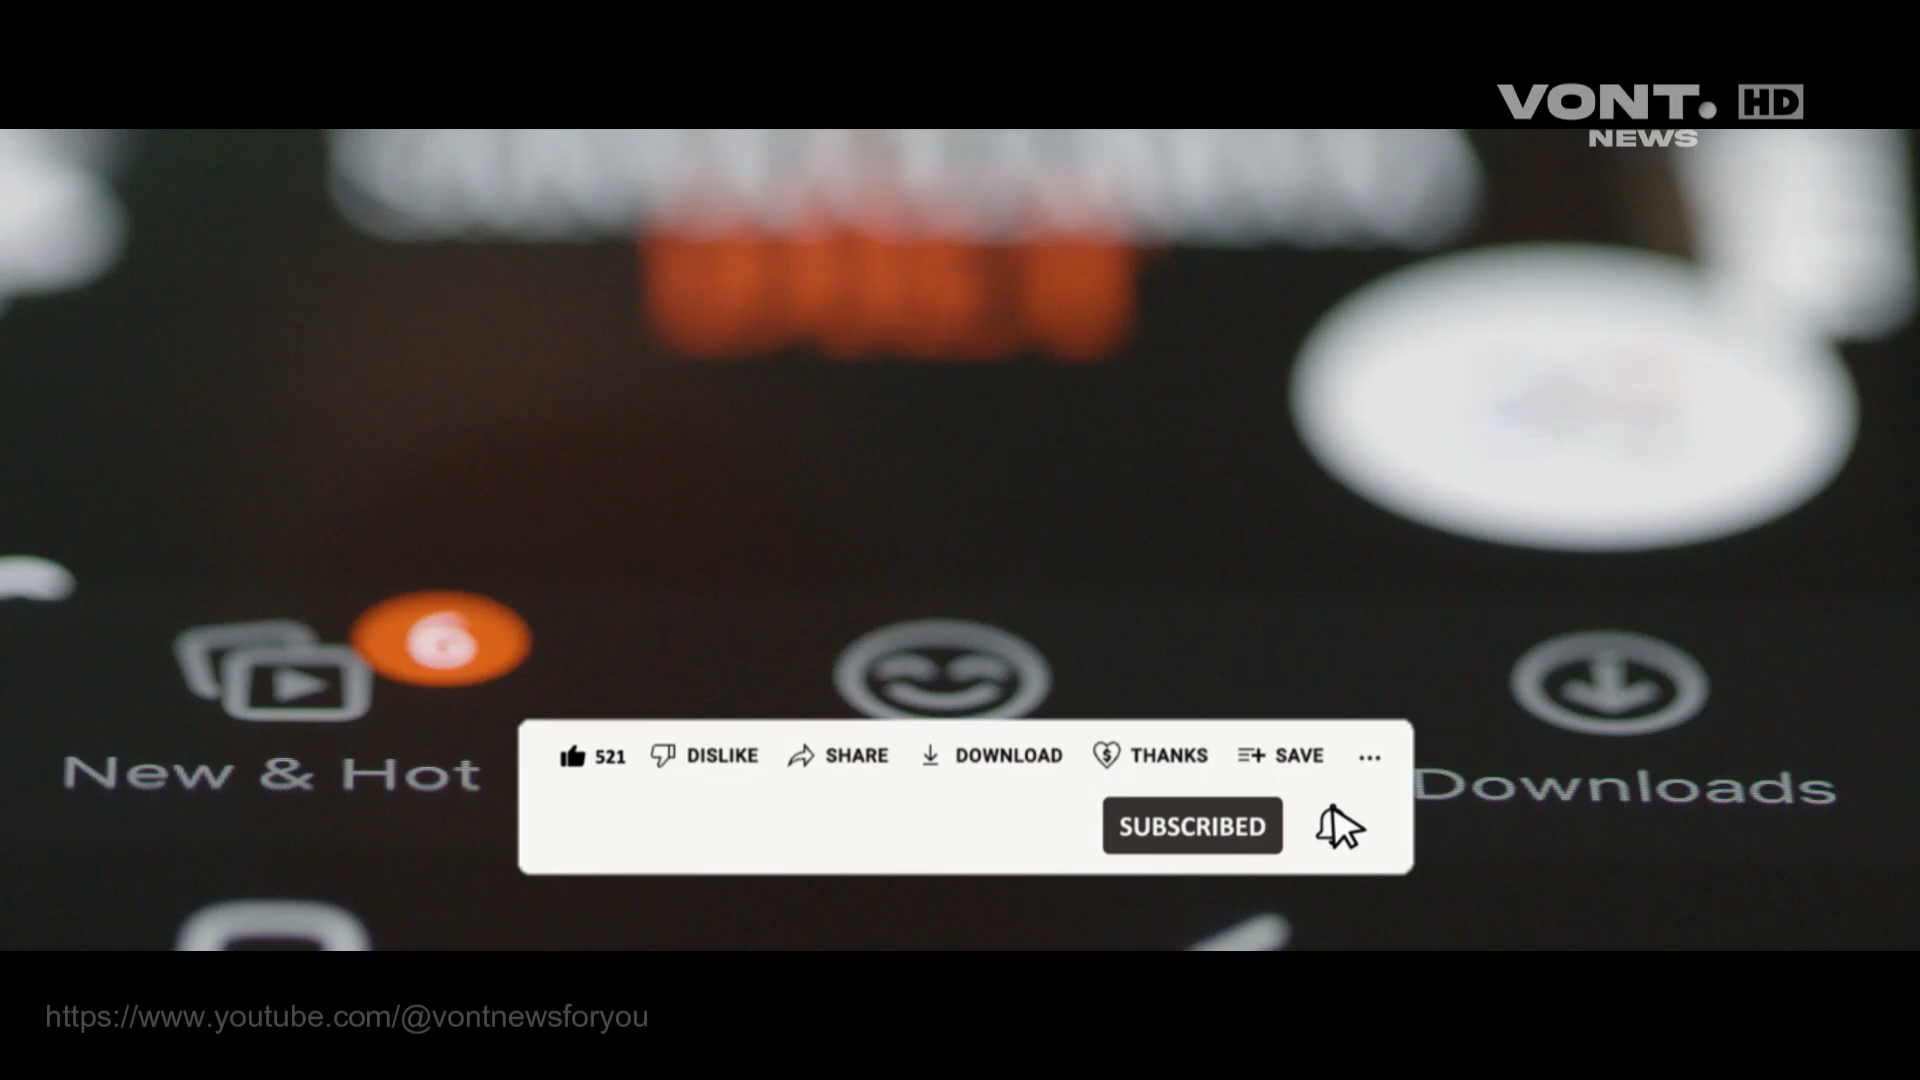 VONT. HD
NEWS
6
New & Hot
Downloads
521 DISLIKE SHARE DOWNLOAD THANKS SAVE ...
SUBSCRIBED
https://www.youtube.com/@vontnewsforyou